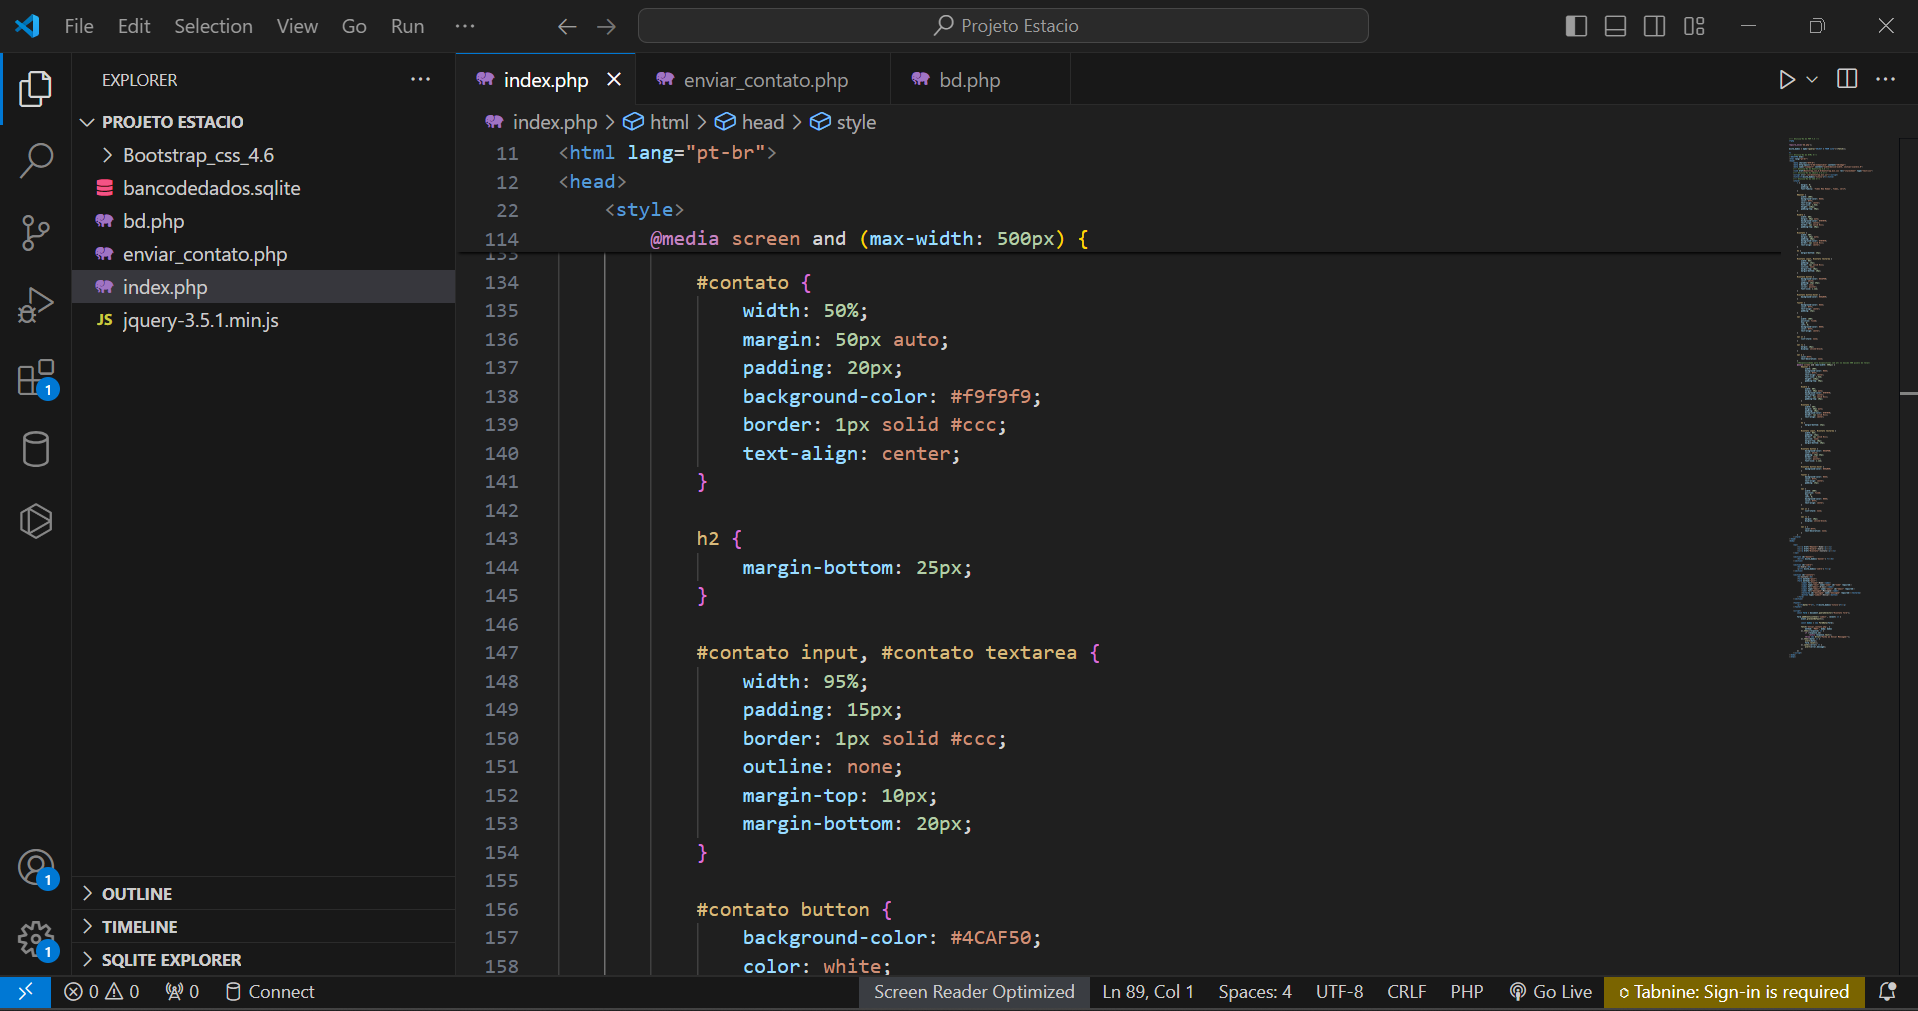 File Edit Selection View Go Run ··· Projeto Estacio
EXPLORER ···
PROJETO ESTACIO
Bootstrap_css_4.6
bancodedados.sqlite
bd.php
enviar_contato.php
index.php
JS jquery-3.5.1.min.js
OUTLINE
TIMELINE
SQLITE EXPLORER
1
1
1
index.php enviar_contato.php bd.php
index.php > html > head > style
11 <html lang="pt-br">
12 <head>
22 <style>
114 @media screen and (max-width: 500px) {
133
134 #contato {
135 width: 50%;
136 margin: 50px auto;
137 padding: 20px;
138 background-color: #f9f9f9;
139 border: 1px solid #ccc;
140 text-align: center;
141 }
142
143 h2 {
144 margin-bottom: 25px;
145 }
146
147 #contato input, #contato textarea {
148 width: 95%;
149 padding: 15px;
150 border: 1px solid #ccc;
151 outline: none;
152 margin-top: 10px;
153 margin-bottom: 20px;
154 }
155
156 #contato button {
157 background-color: #4CAF50;
158 color: white;
0 0 0 Connect Screen Reader Optimized Ln 89, Col 1 Spaces: 4 UTF-8 CRLF PHP Go Live Tabnine: Sign-in is required